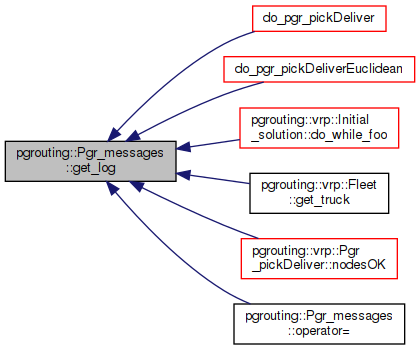 do_pgr_pickDeliver
do_pgr_pickDeliverEuclidean
pgrouting::vrp::Initial
_solution::do_while_foo
pgrouting::Pgr_messages
::get_log
pgrouting::vrp::Fleet
::get_truck
pgrouting::vrp::Pgr
_pickDeliver::nodesOK
pgrouting::Pgr_messages
::operator=